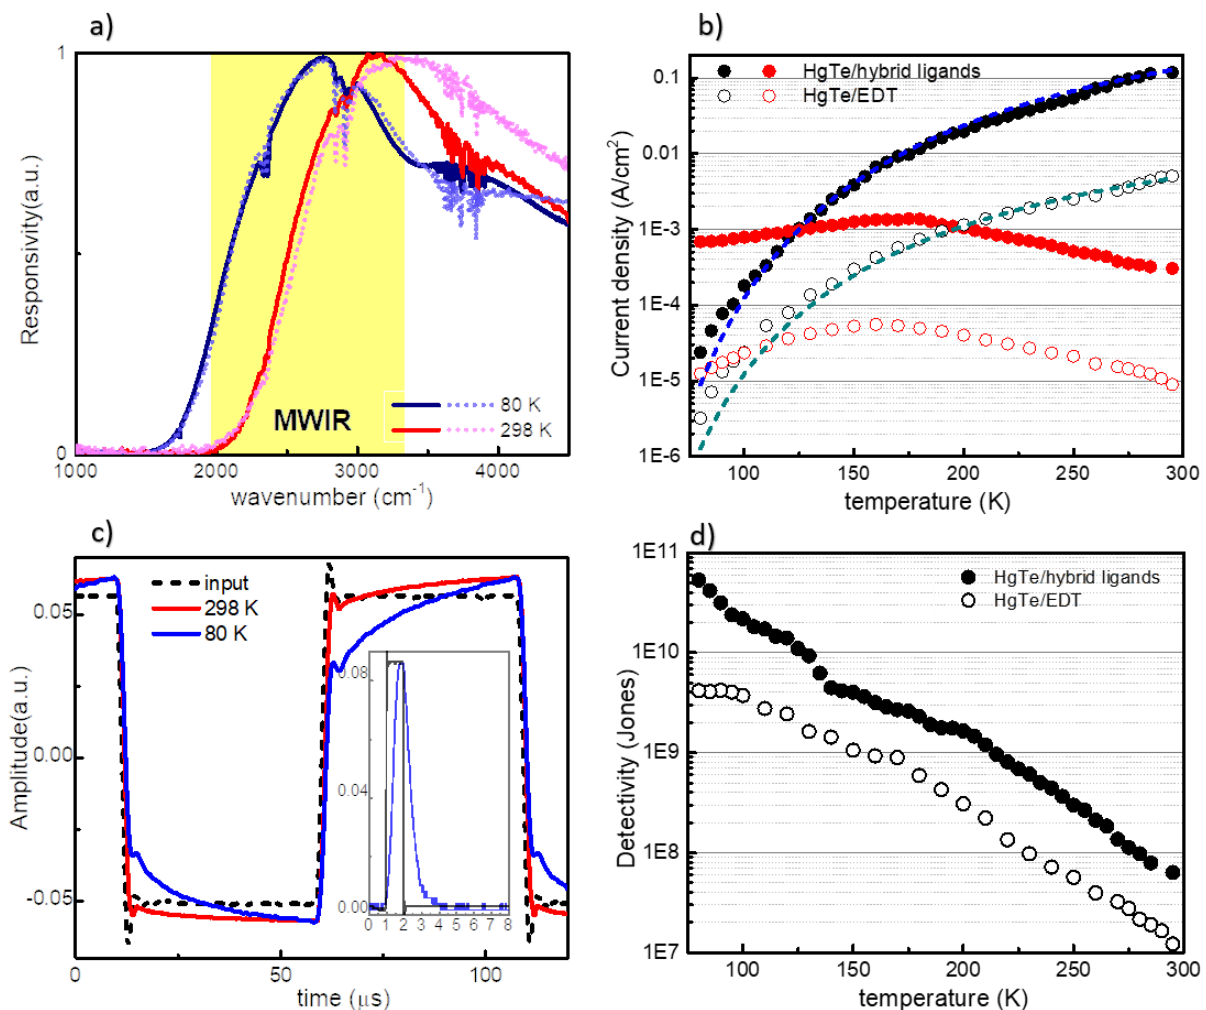 a)
Responsivity(a.u.)
1
0
MWIR
80 K
298 K
1000
2000
3000
4000
wavenumber (cm⁻¹)
b)
Current density (A/cm²)
0.1
0.01
1E-3
1E-4
1E-5
1E-6
HgTe/hybrid ligands
HgTe/EDT
100
150
200
250
300
temperature (K)
c)
Amplitude(a.u.)
0.05
0.00
-0.05
input
298 K
80 K
0.08
0.04
0.00
0 1 2 3 4 5 6 7 8
0
50
100
time (μs)
d)
Detectivity (Jones)
1E11
1E10
1E9
1E8
1E7
HgTe/hybrid ligands
HgTe/EDT
100
150
200
250
300
temperature (K)